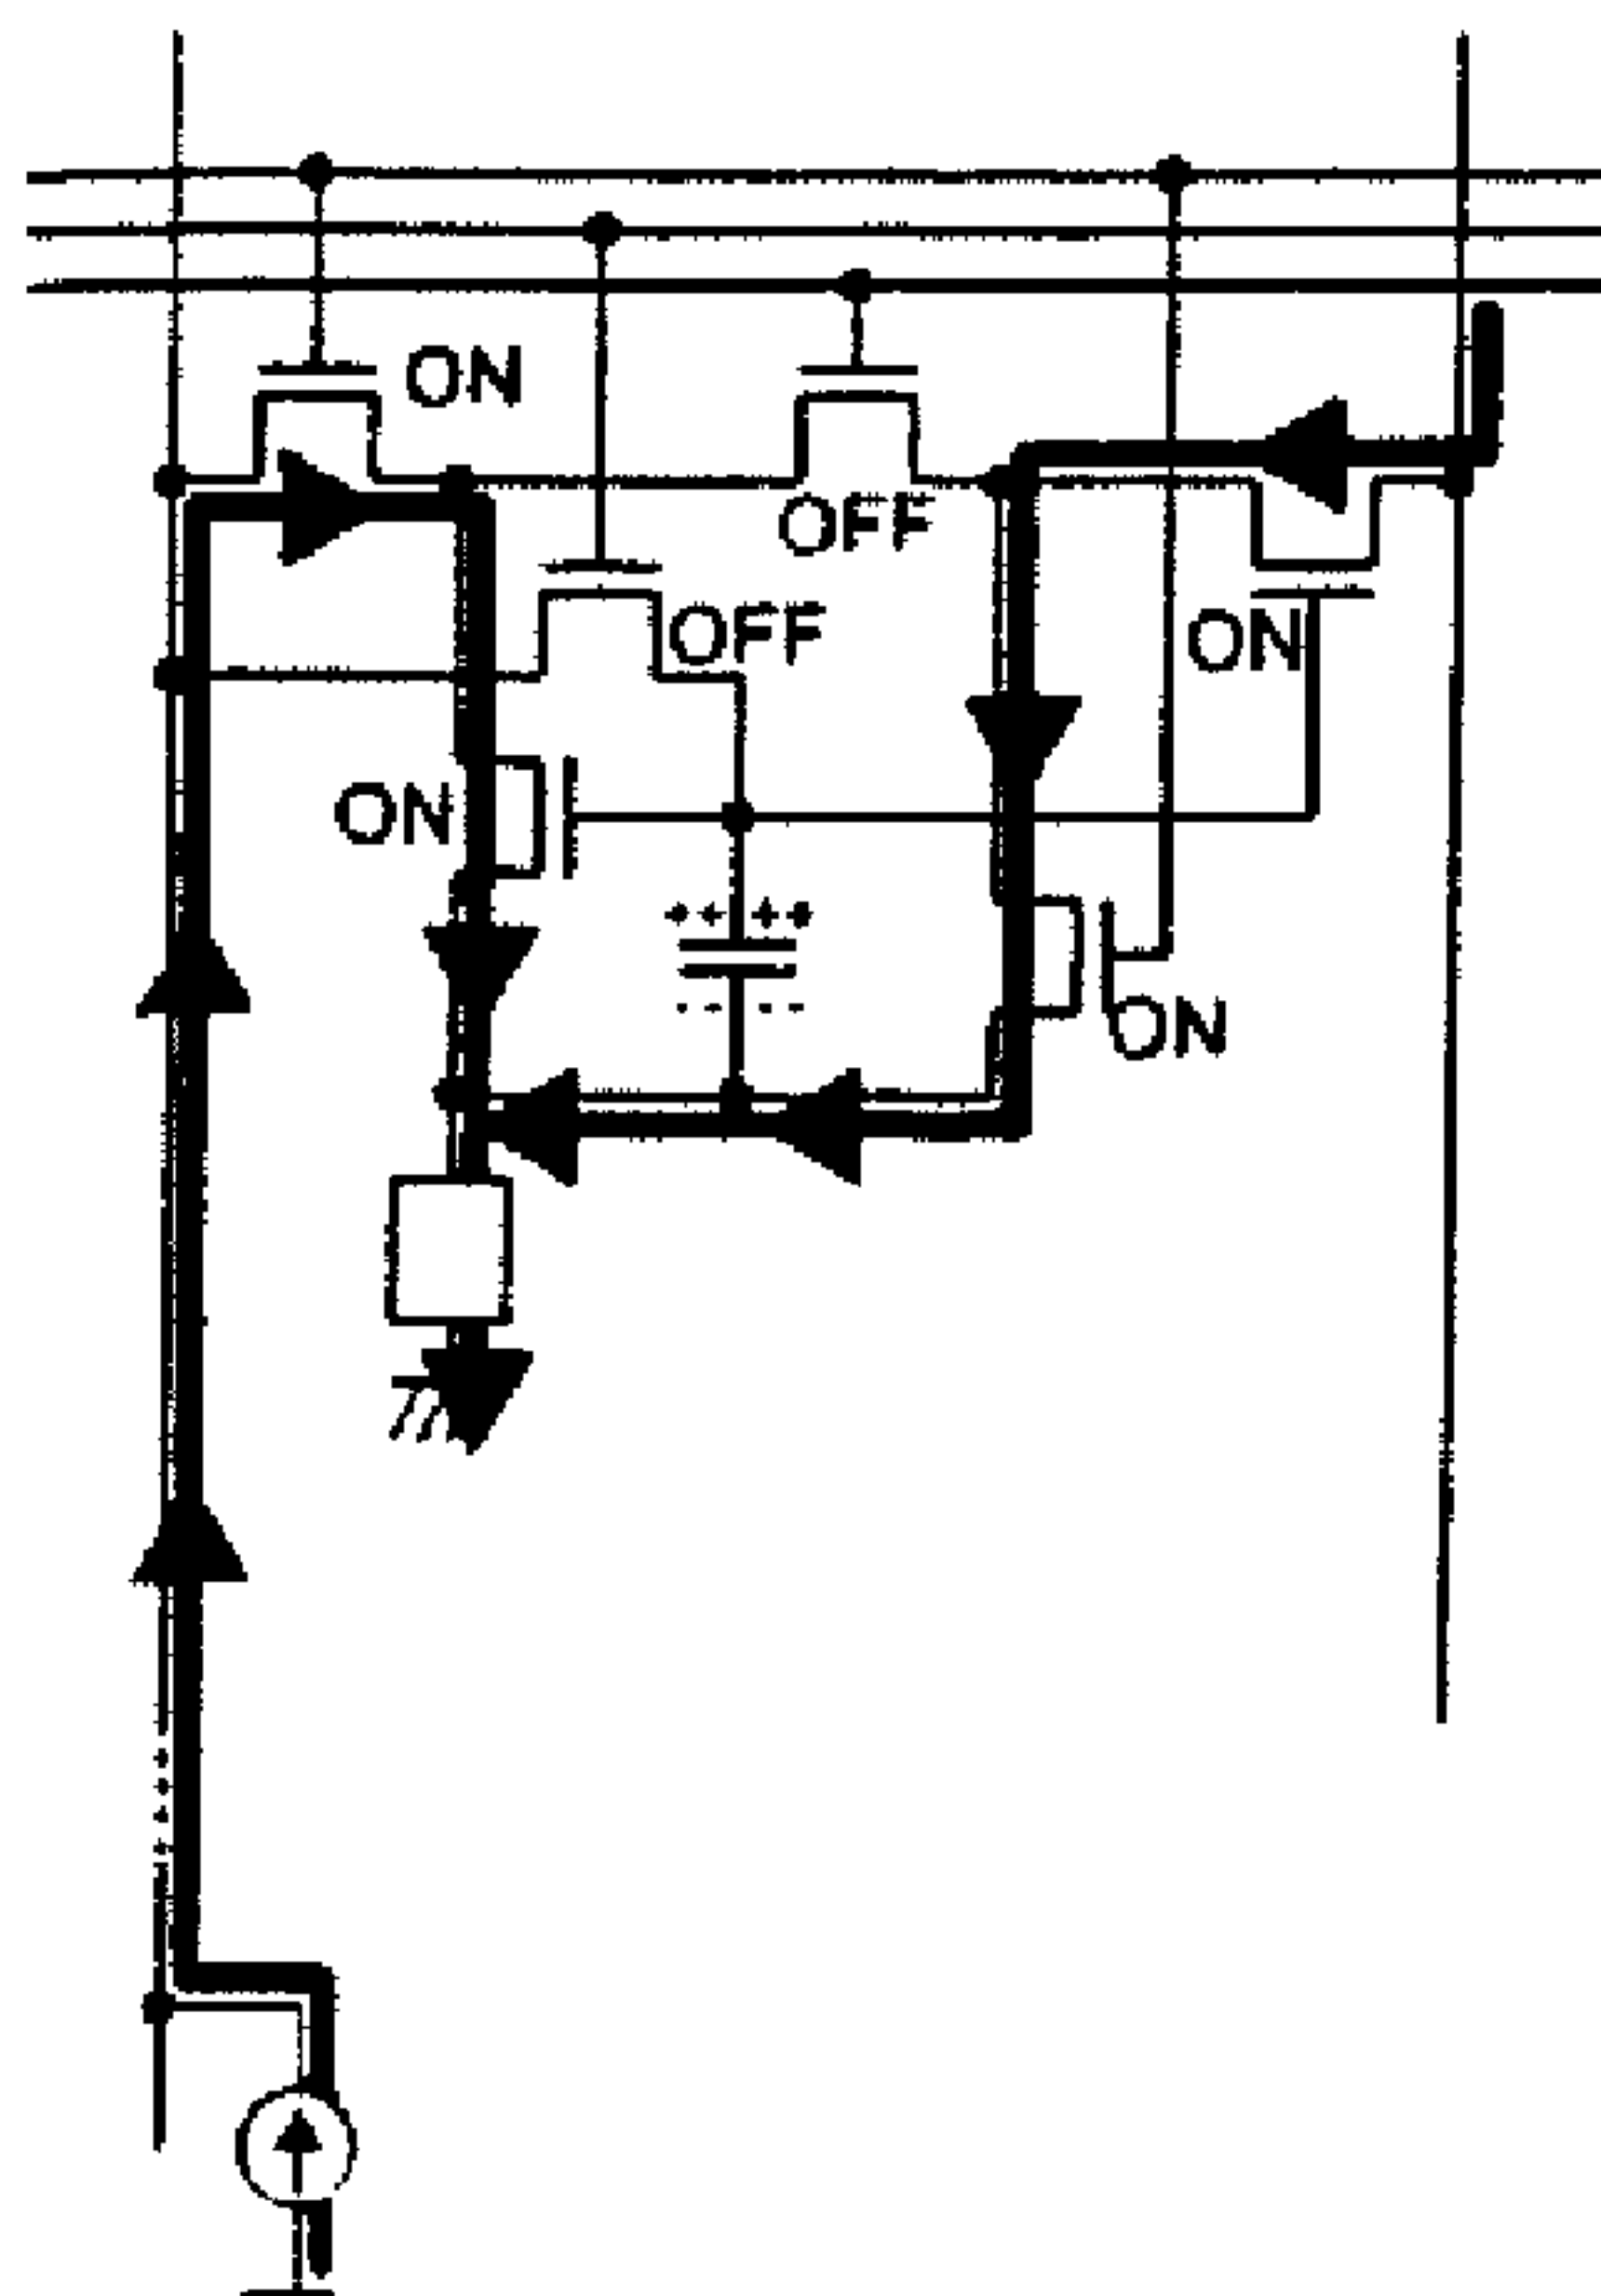 ON
OFF
OFF
ON
ON
+ + + +
- - - -
ON